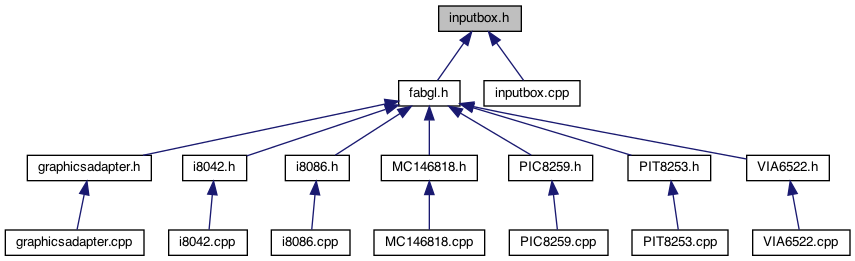 inputbox.h
fabgl.h
inputbox.cpp
graphicsadapter.h
i8042.h
i8086.h
MC146818.h
PIC8259.h
PIT8253.h
VIA6522.h
graphicsadapter.cpp
i8042.cpp
i8086.cpp
MC146818.cpp
PIC8259.cpp
PIT8253.cpp
VIA6522.cpp